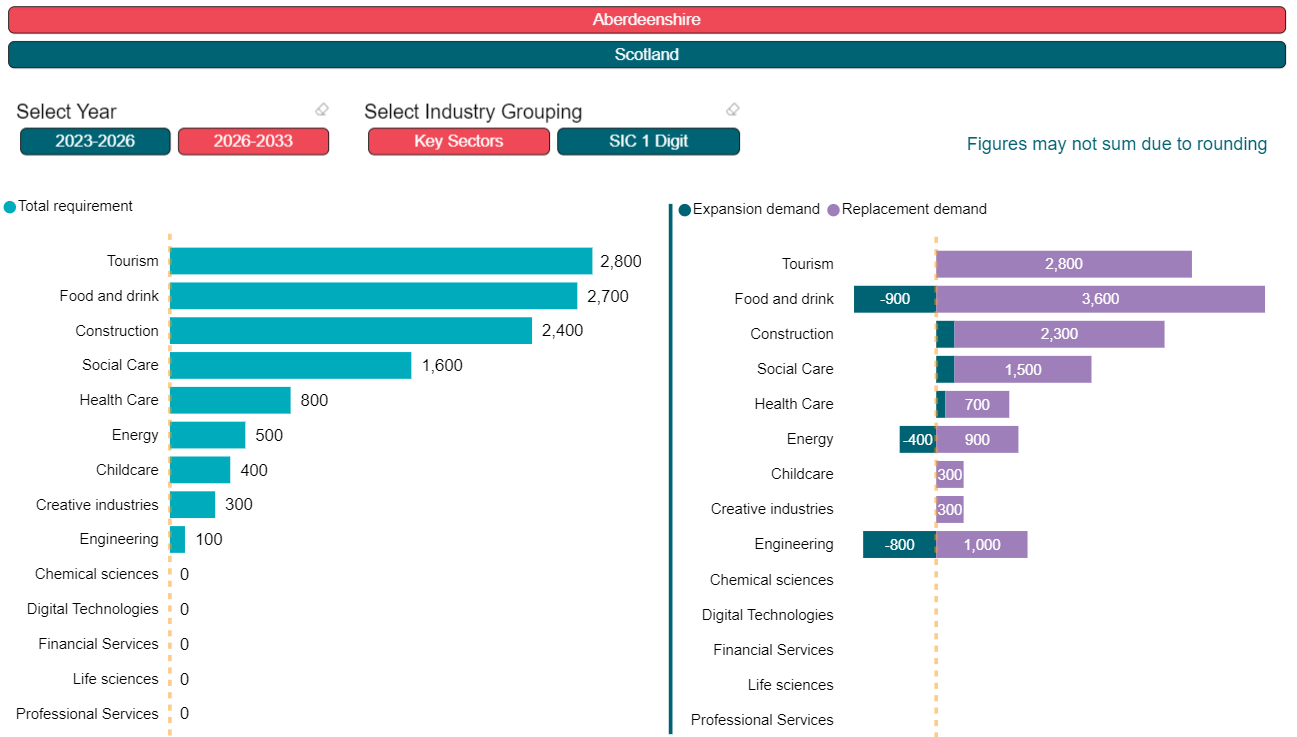 Aberdeenshire
Scotland
Select Year
2023-2026
2026-2033
Select Industry Grouping
Key Sectors
SIC 1 Digit
Figures may not sum due to rounding
Total requirement
Tourism 2,800
Food and drink 2,700
Construction 2,400
Social Care 1,600
Health Care 800
Energy 500
Childcare 400
Creative industries 300
Engineering 100
Chemical sciences 0
Digital Technologies 0
Financial Services 0
Life sciences 0
Professional Services 0
Expansion demand Replacement demand
Tourism 2,800
Food and drink -900 3,600
Construction 2,300
Social Care 1,500
Health Care 700
Energy -400 900
Childcare 300
Creative industries 300
Engineering -800 1,000
Chemical sciences
Digital Technologies
Financial Services
Life sciences
Professional Services